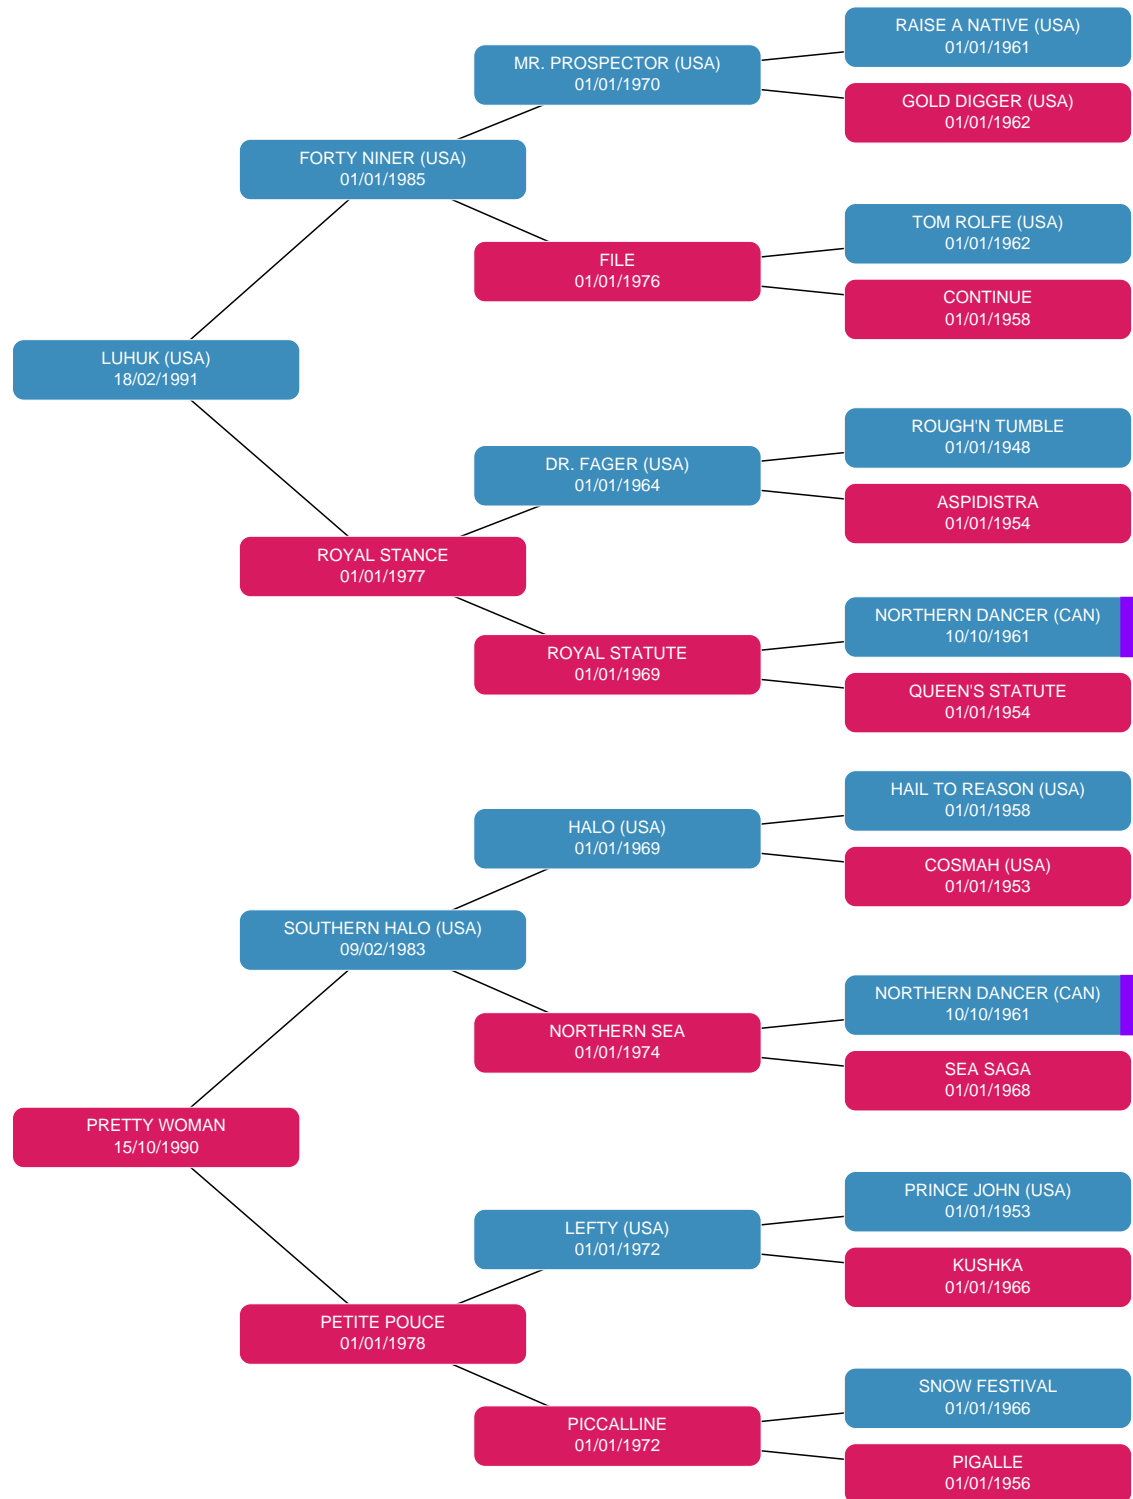 RAISE A NATIVE (USA)
01/01/1961
MR. PROSPECTOR (USA)
01/01/1970
GOLD DIGGER (USA)
01/01/1962
FORTY NINER (USA)
01/01/1985
TOM ROLFE (USA)
01/01/1962
FILE
01/01/1976
CONTINUE
01/01/1958
LUHUK (USA)
18/02/1991
ROUGH'N TUMBLE
01/01/1948
DR. FAGER (USA)
01/01/1964
ASPIDISTRA
01/01/1954
ROYAL STANCE
01/01/1977
NORTHERN DANCER (CAN)
10/10/1961
ROYAL STATUTE
01/01/1969
QUEEN'S STATUTE
01/01/1954
HAIL TO REASON (USA)
01/01/1958
HALO (USA)
01/01/1969
COSMAH (USA)
01/01/1953
SOUTHERN HALO (USA)
09/02/1983
NORTHERN DANCER (CAN)
10/10/1961
NORTHERN SEA
01/01/1974
SEA SAGA
01/01/1968
PRETTY WOMAN
15/10/1990
PRINCE JOHN (USA)
01/01/1953
LEFTY (USA)
01/01/1972
KUSHKA
01/01/1966
PETITE POUCE
01/01/1978
SNOW FESTIVAL
01/01/1966
PICCALLINE
01/01/1972
PIGALLE
01/01/1956